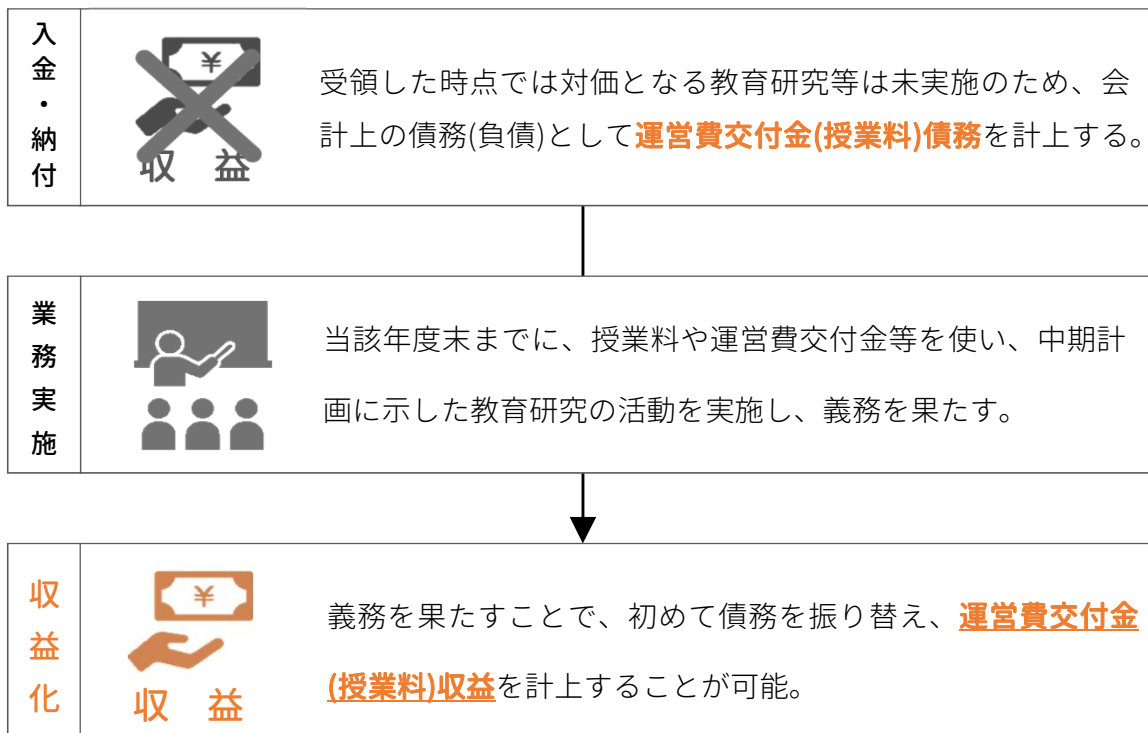 入金・納付
¥
収 益
受領した時点では対価となる教育研究等は未実施のため、会
計上の債務(負債)として運営費交付金(授業料)債務を計上する。
業務実施
当該年度末までに、授業料や運営費交付金等を使い、中期計
画に示した教育研究の活動を実施し、義務を果たす。
収益化
¥
収 益
義務を果たすことで、初めて債務を振り替え、運営費交付金
(授業料)収益を計上することが可能。